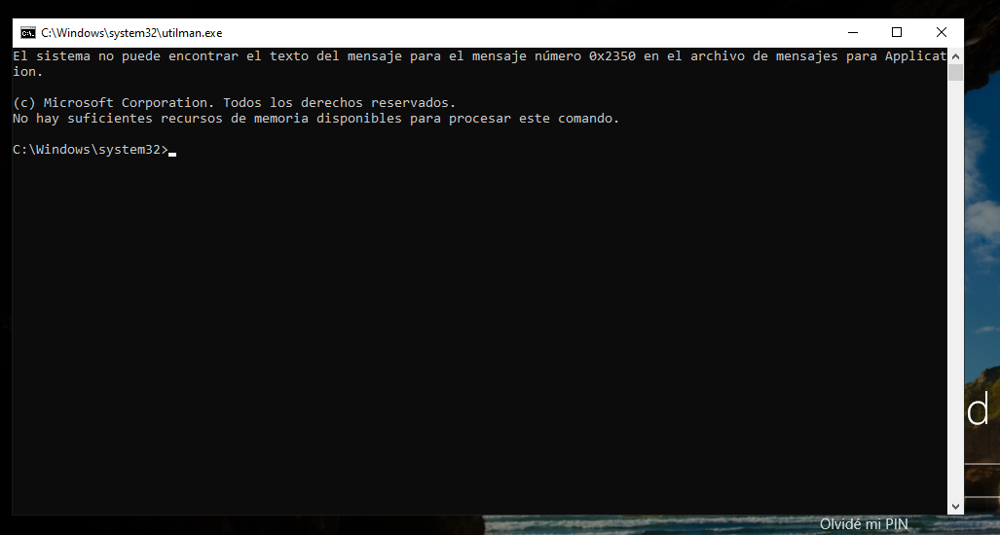 C:\Windows\system32\utilman.exe
El sistema no puede encontrar el texto del mensaje para el mensaje número 0x2350 en el archivo de mensajes para Applicat
ion.
(c) Microsoft Corporation. Todos los derechos reservados.
No hay suficientes recursos de memoria disponibles para procesar este comando.
C:\Windows\system32>
d
Olvidé mi PIN